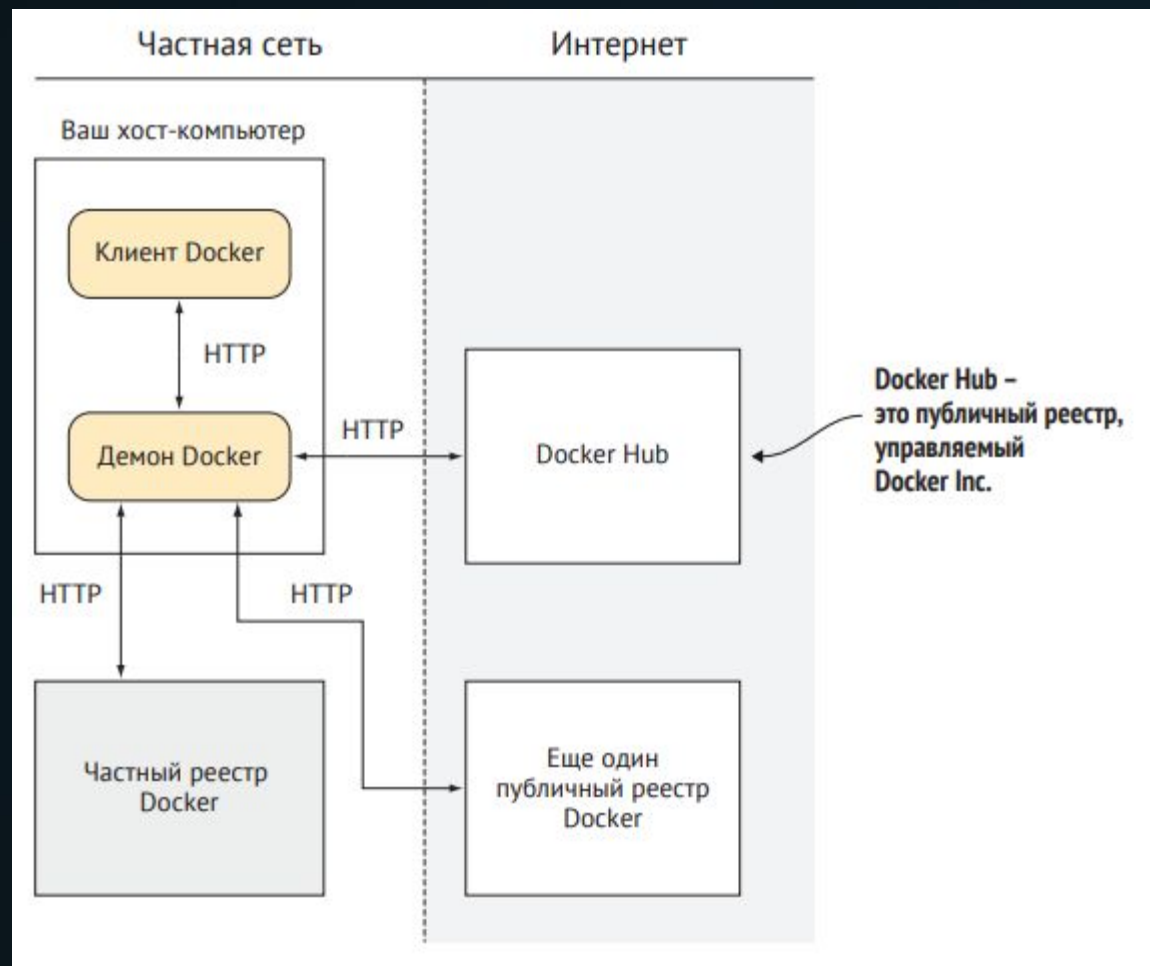 Частная сеть
Интернет
Ваш хост-компьютер
Клиент Docker
HTTP
Демон Docker
HTTP
Docker Hub
Docker Hub –
это публичный реестр,
управляемый
Docker Inc.
HTTP
HTTP
Частный реестр
Docker
Еще один
публичный реестр
Docker